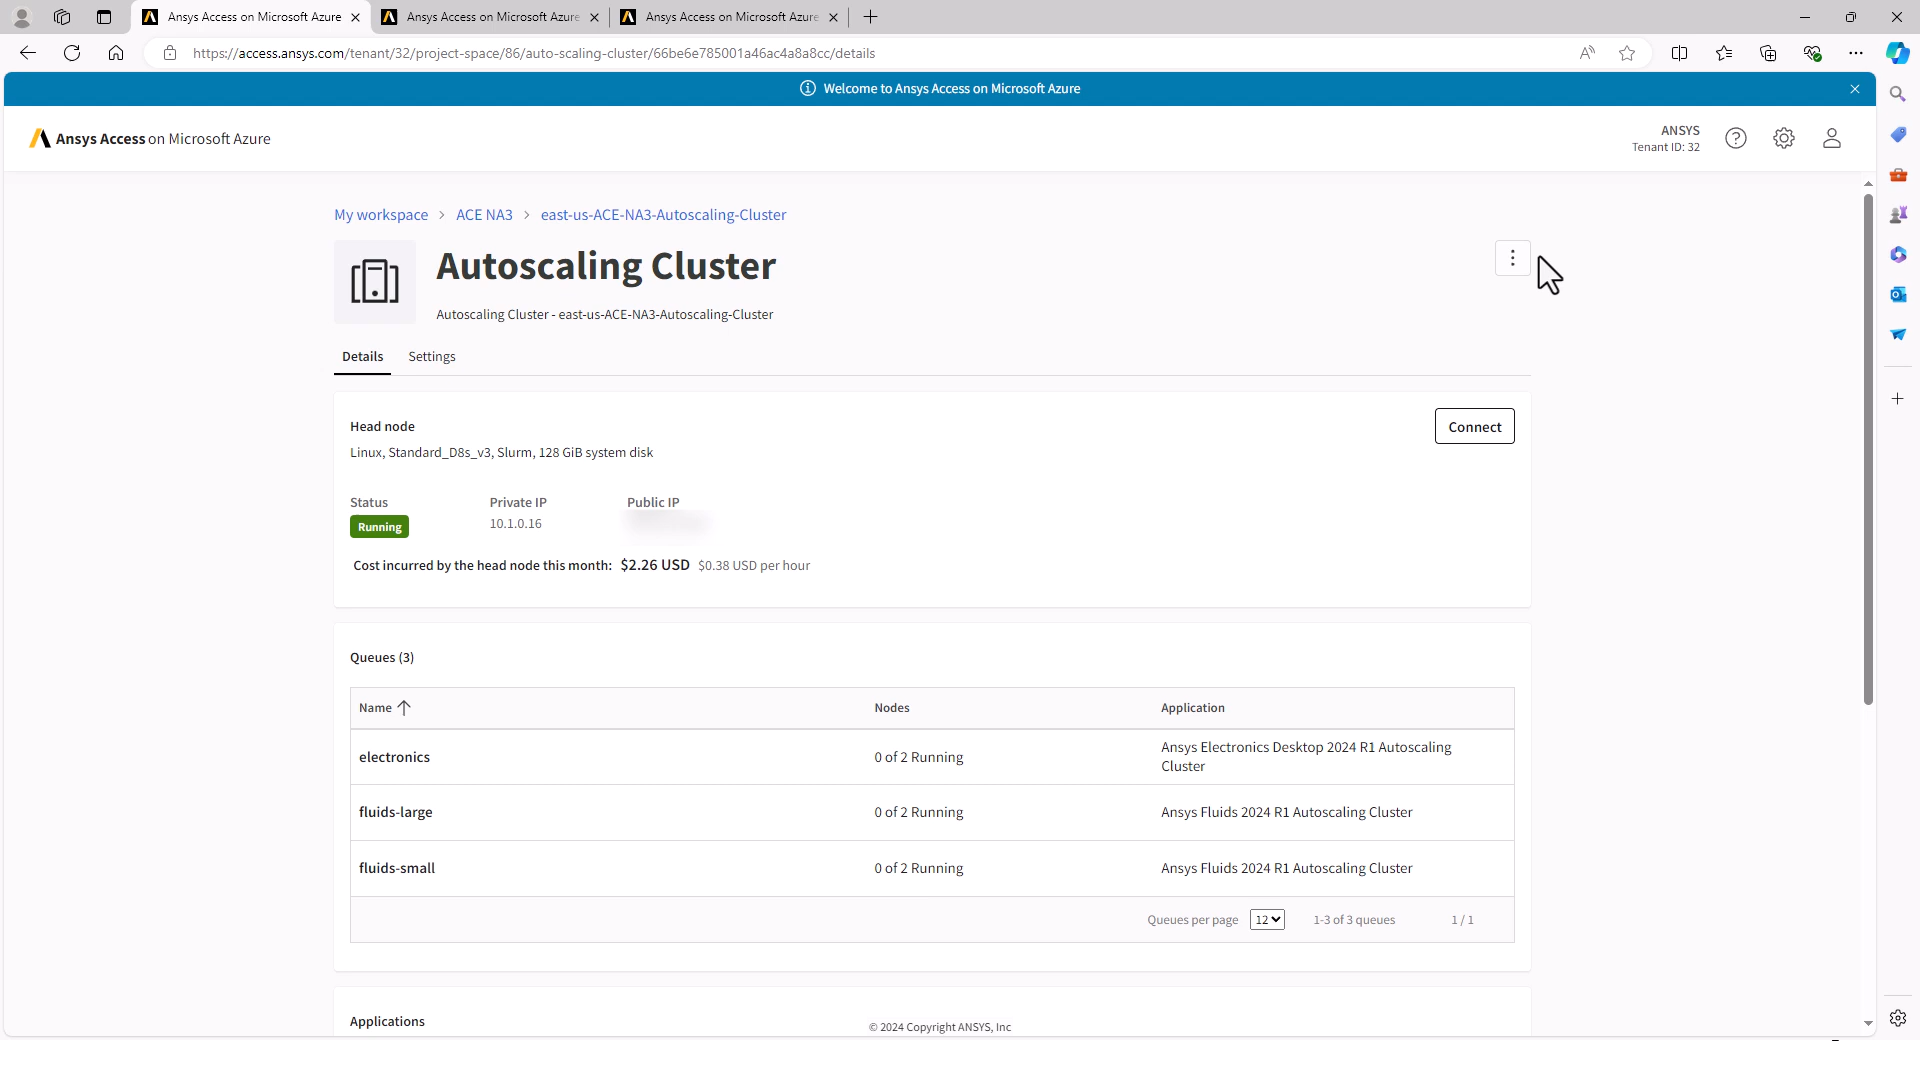 Ansys Access on Microsoft Azure
Ansys Access on Microsoft Azure
Ansys Access on Microsoft Azure
https://access.ansys.com/tenant/32/project-space/86/auto-scaling-cluster/66be6e785001a46ac4a8a8cc/details
Welcome to Ansys Access on Microsoft Azure
Ansys Access on Microsoft Azure
ANSYS
Tenant ID: 32
My workspace > ACE NA3 > east-us-ACE-NA3-Autoscaling-Cluster
Autoscaling Cluster
Autoscaling Cluster - east-us-ACE-NA3-Autoscaling-Cluster
Details Settings
Head node
Connect
Linux, Standard_D8s_v3, Slurm, 128 GiB system disk
Status Private IP Public IP
Running 10.1.0.16
Cost incurred by the head node this month: $2.26 USD $0.38 USD per hour
Queues (3)
Name Nodes Application
electronics 0 of 2 Running Ansys Electronics Desktop 2024 R1 Autoscaling
Cluster
fluids-large 0 of 2 Running Ansys Fluids 2024 R1 Autoscaling Cluster
fluids-small 0 of 2 Running Ansys Fluids 2024 R1 Autoscaling Cluster
Queues per page 12 1-3 of 3 queues 1 / 1
Applications
© 2024 Copyright ANSYS, Inc